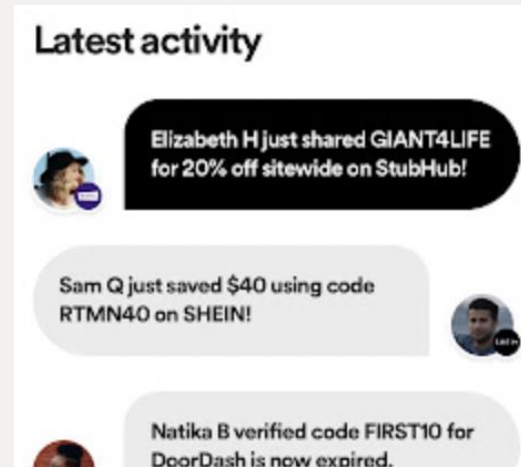 Latest activity
Elizabeth H just shared GIANT4LIFE
for 20% off sitewide on StubHub!
Sam Q just saved $40 using code
RTMN40 on SHEIN!
Natika B verified code FIRST10 for
DoorDash is now expired.